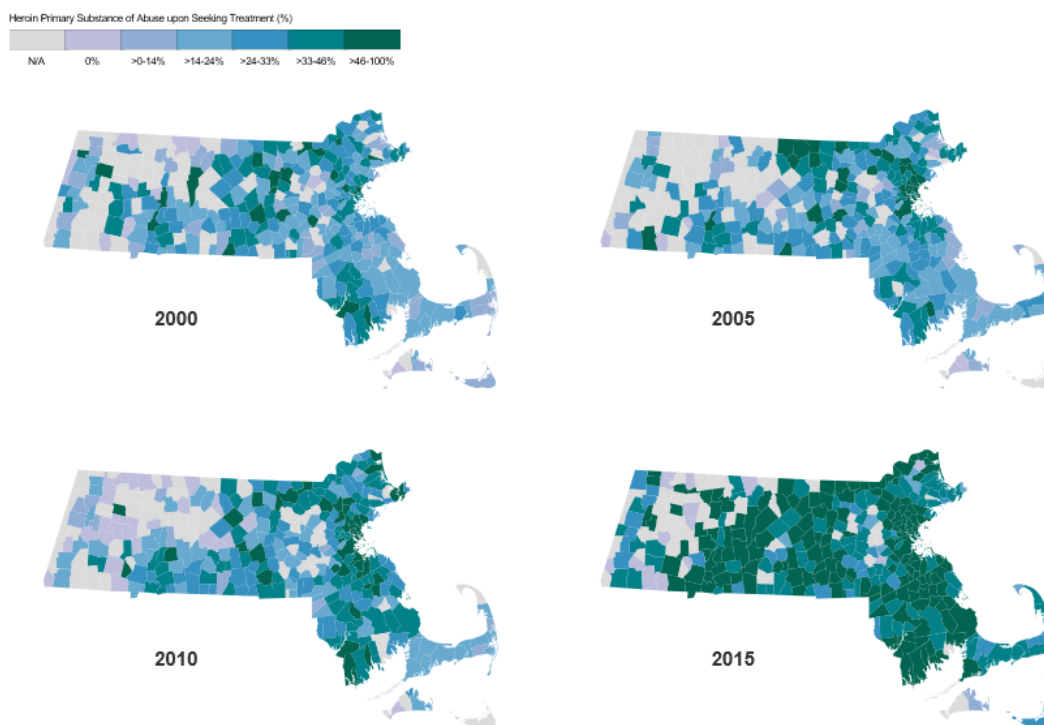 Heroin Primary Substance of Abuse upon Seeking Treatment (%)
N/A 0% >0-14% >14-24% >24-33% >33-46% >46-100%
2000 2005
2010 2015